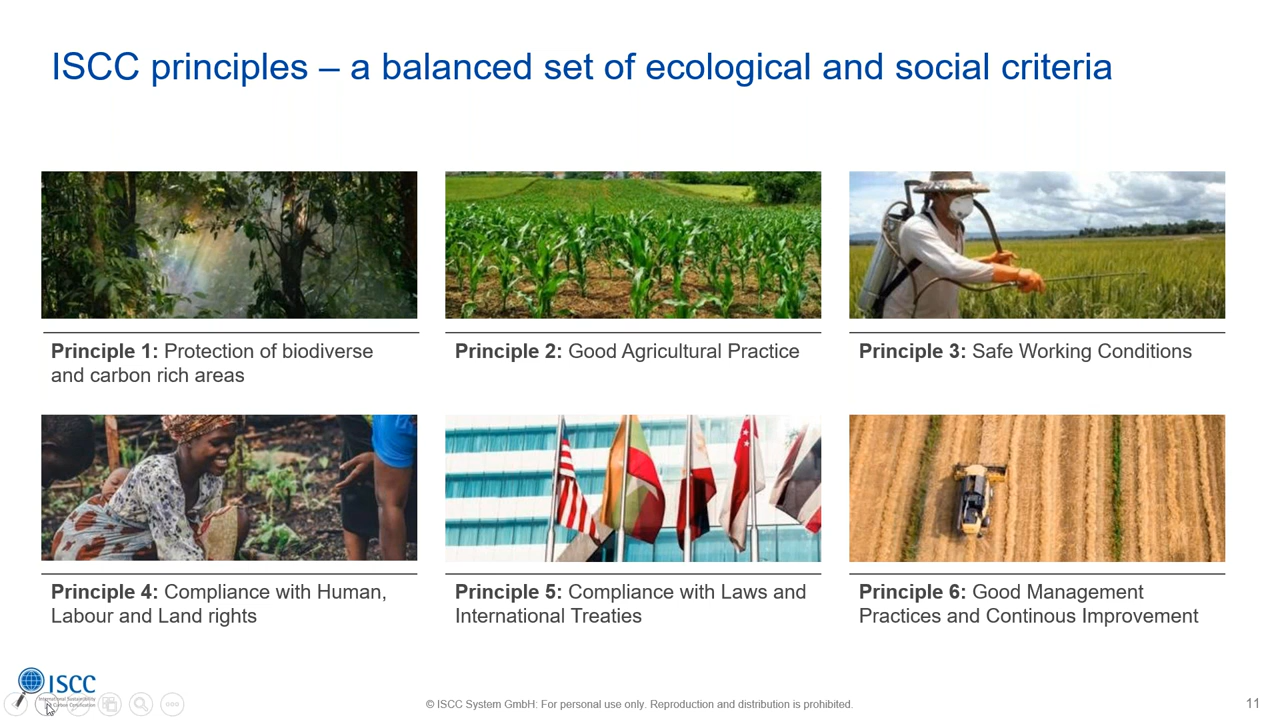 ISCC principles – a balanced set of ecological and social criteria
Principle 1: Protection of biodiverse
and carbon rich areas
Principle 2: Good Agricultural Practice
Principle 3: Safe Working Conditions
Principle 4: Compliance with Human,
Labour and Land rights
Principle 5: Compliance with Laws and
International Treaties
Principle 6: Good Management
Practices and Continous Improvement
ISCC
International Sustainability
© ISCC System GmbH: For personal use only. Reproduction and distribution is prohibited.
11